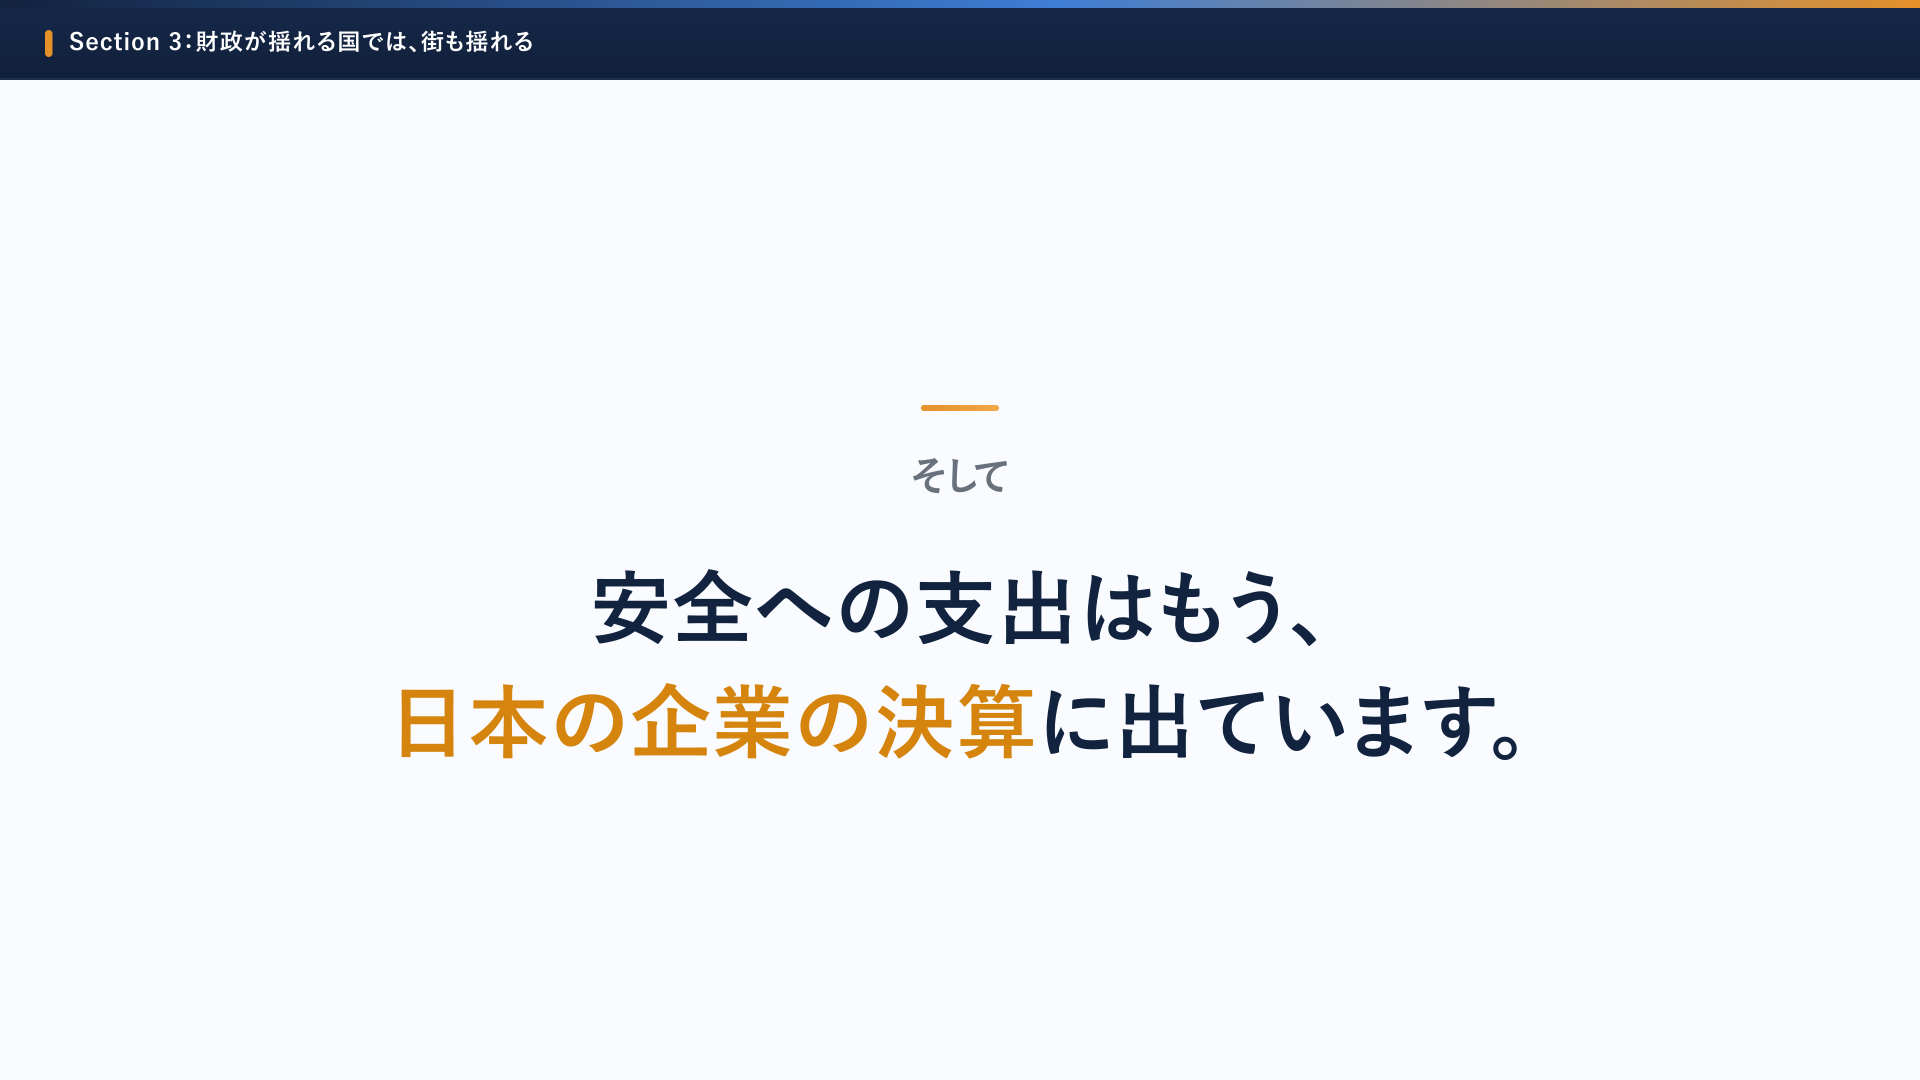 Section 3：財政が揺れる国では、街も揺れる
そして
安全への支出はもう、
日本の企業の決算に出ています。